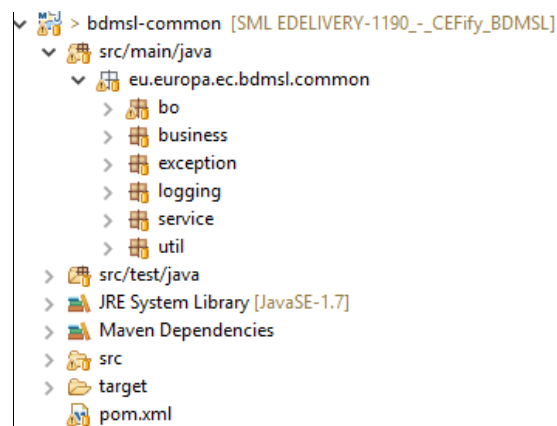 > bdmsl-common [SML EDELIVERY-1190_-_CEFify_BDMSL]
src/main/java
eu.europa.ec.bdmsl.common
bo
business
exception
logging
service
util
src/test/java
JRE System Library [JavaSE-1.7]
Maven Dependencies
src
target
pom.xml